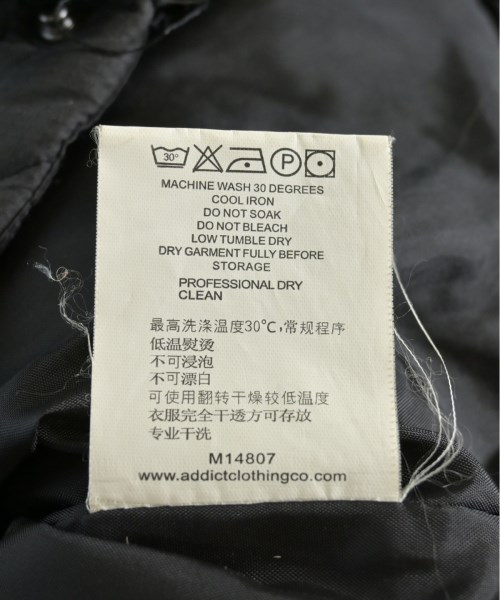 30°
P
MACHINE WASH 30 DEGREES
COOL IRON
DO NOT SOAK
DO NOT BLEACH
LOW TUMBLE DRY
DRY GARMENT FULLY BEFORE
STORAGE
PROFESSIONAL DRY
CLEAN
最高洗涤温度30℃,常规程序
低温熨烫
不可浸泡
不可漂白
可使用翻转干燥较低温度
衣服完全干透方可存放
专业干洗
M14807
www.addictclothingco.com